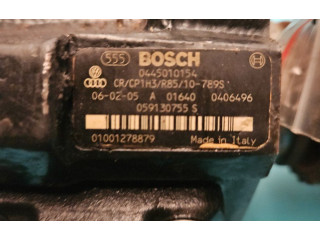 555 BOSCH
0445010154
CR/CP1H3/R85/10-789S
06-02-05 A 01640 0406496
059130755 S
01001278879 Made in Italy